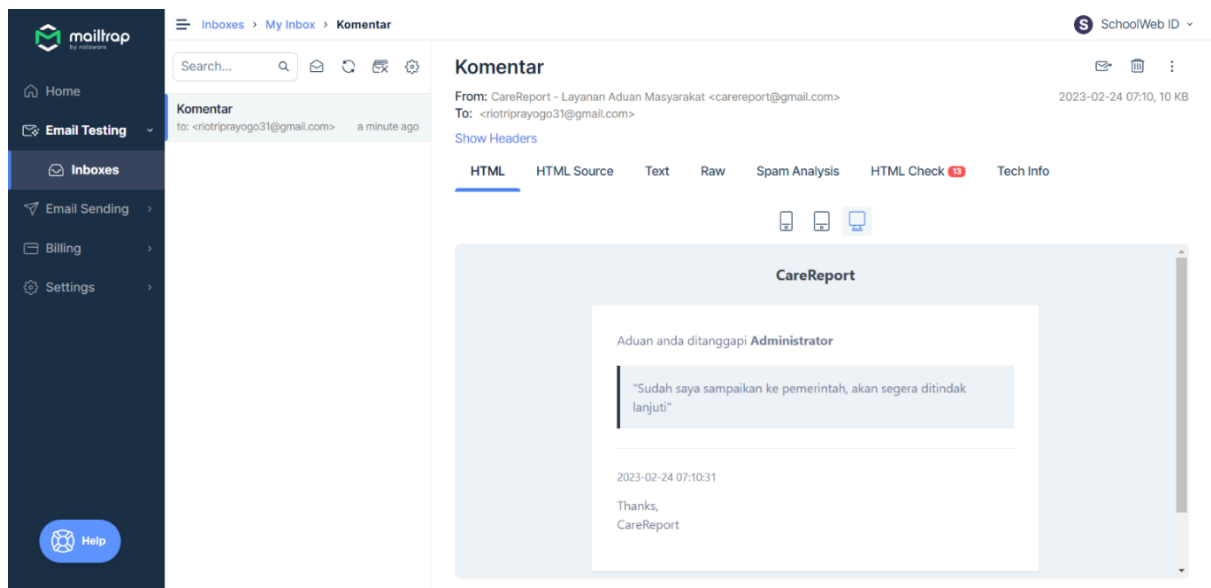 mailtrap
by railsware
Home
Email Testing
Inboxes
Email Sending
Billing
Settings
Help
Inboxes > My Inbox > Komentar
S SchoolWeb ID
Search...
Komentar
to: <riotriprayogo31@gmail.com> a minute ago
Komentar
From: CareReport - Layanan Aduan Masyarakat <carereport@gmail.com>
2023-02-24 07:10, 10 KB
To: <riotriprayogo31@gmail.com>
Show Headers
HTML HTML Source Text Raw Spam Analysis HTML Check 13 Tech Info
CareReport
Aduan anda ditanggapi Administrator
"Sudah saya sampaikan ke pemerintah, akan segera ditindak
lanjuti"
2023-02-24 07:10:31
Thanks,
CareReport